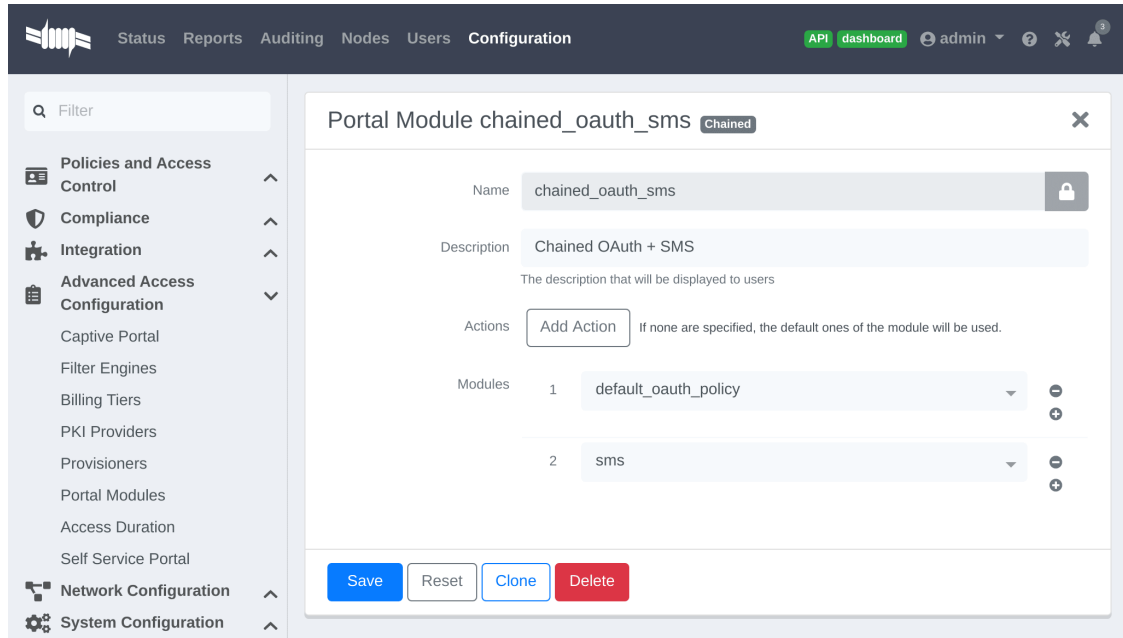 Status Reports Auditing Nodes Users Configuration API dashboard admin 3
Filter
Policies and Access
Control
Compliance
Integration
Advanced Access
Configuration
Captive Portal
Filter Engines
Billing Tiers
PKI Providers
Provisioners
Portal Modules
Access Duration
Self Service Portal
Network Configuration
System Configuration
Portal Module chained_oauth_sms Chained
Name chained_oauth_sms
Description Chained OAuth + SMS
The description that will be displayed to users
Actions Add Action If none are specified, the default ones of the module will be used.
Modules 1 default_oauth_policy
2 sms
Save Reset Clone Delete